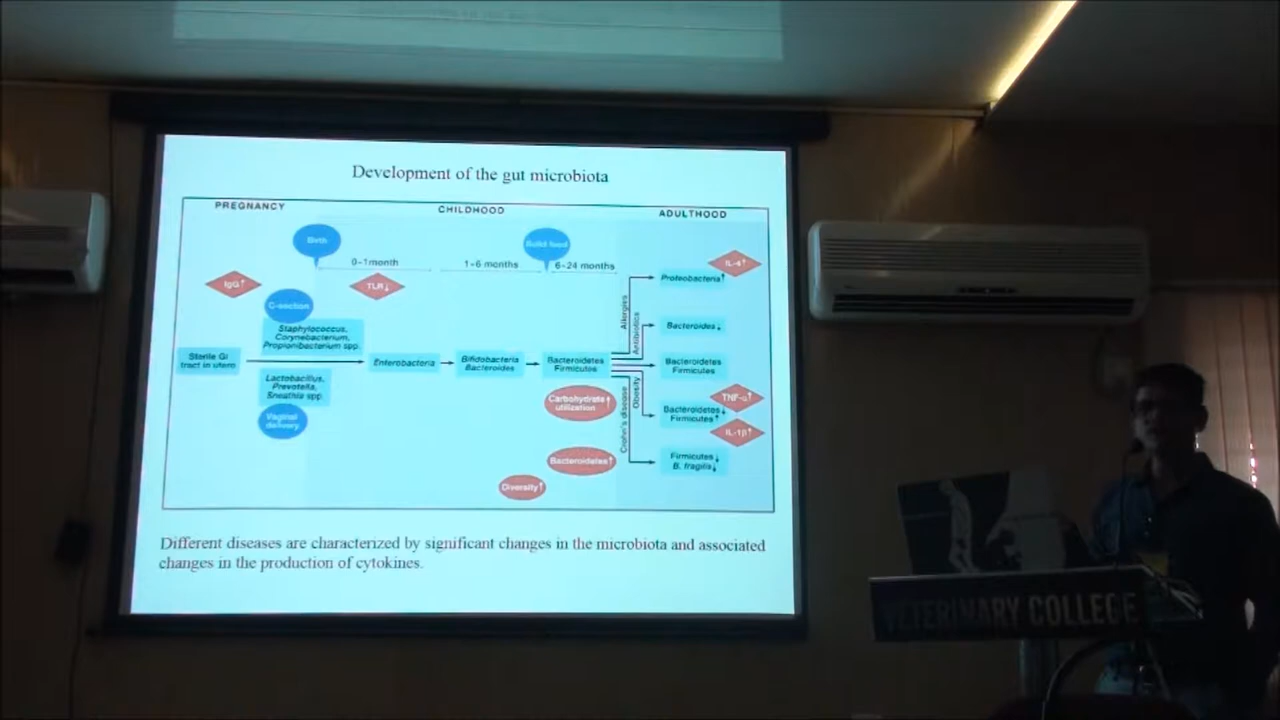 Development of the gut microbiota
PREGNANCY
CHILDHOOD
ADULTHOOD
Birth
Solid food
0-1month
1-6 months
6-24 months
IL-4↑
Proteobacteria↑
IgG↑
TLR↓
C-section
Staphylococcus,
Corynebacterium,
Propionibacterium spp.
Allergies
Antibiotics
Bacteroides↓
Sterile GI
tract in utero
Enterobacteria
Bifidobacteria
Bacteroides
Bacteroidetes
Firmicutes
Bacteroidetes
Firmicutes
Lactobacillus,
Prevotella,
Sneathia spp.
Vaginal
delivery
Carbohydrate↑
utilization
Crohn's disease
Obesity
TNF-α↑
Bacteroidetes↓
Firmicutes↑
IL-1β↑
Bacteroidetes↑
Firmicutes↓
B. fragilis↓
Diversity↑
Different diseases are characterized by significant changes in the microbiota and associated
changes in the production of cytokines.
VETERINARY COLLEGE